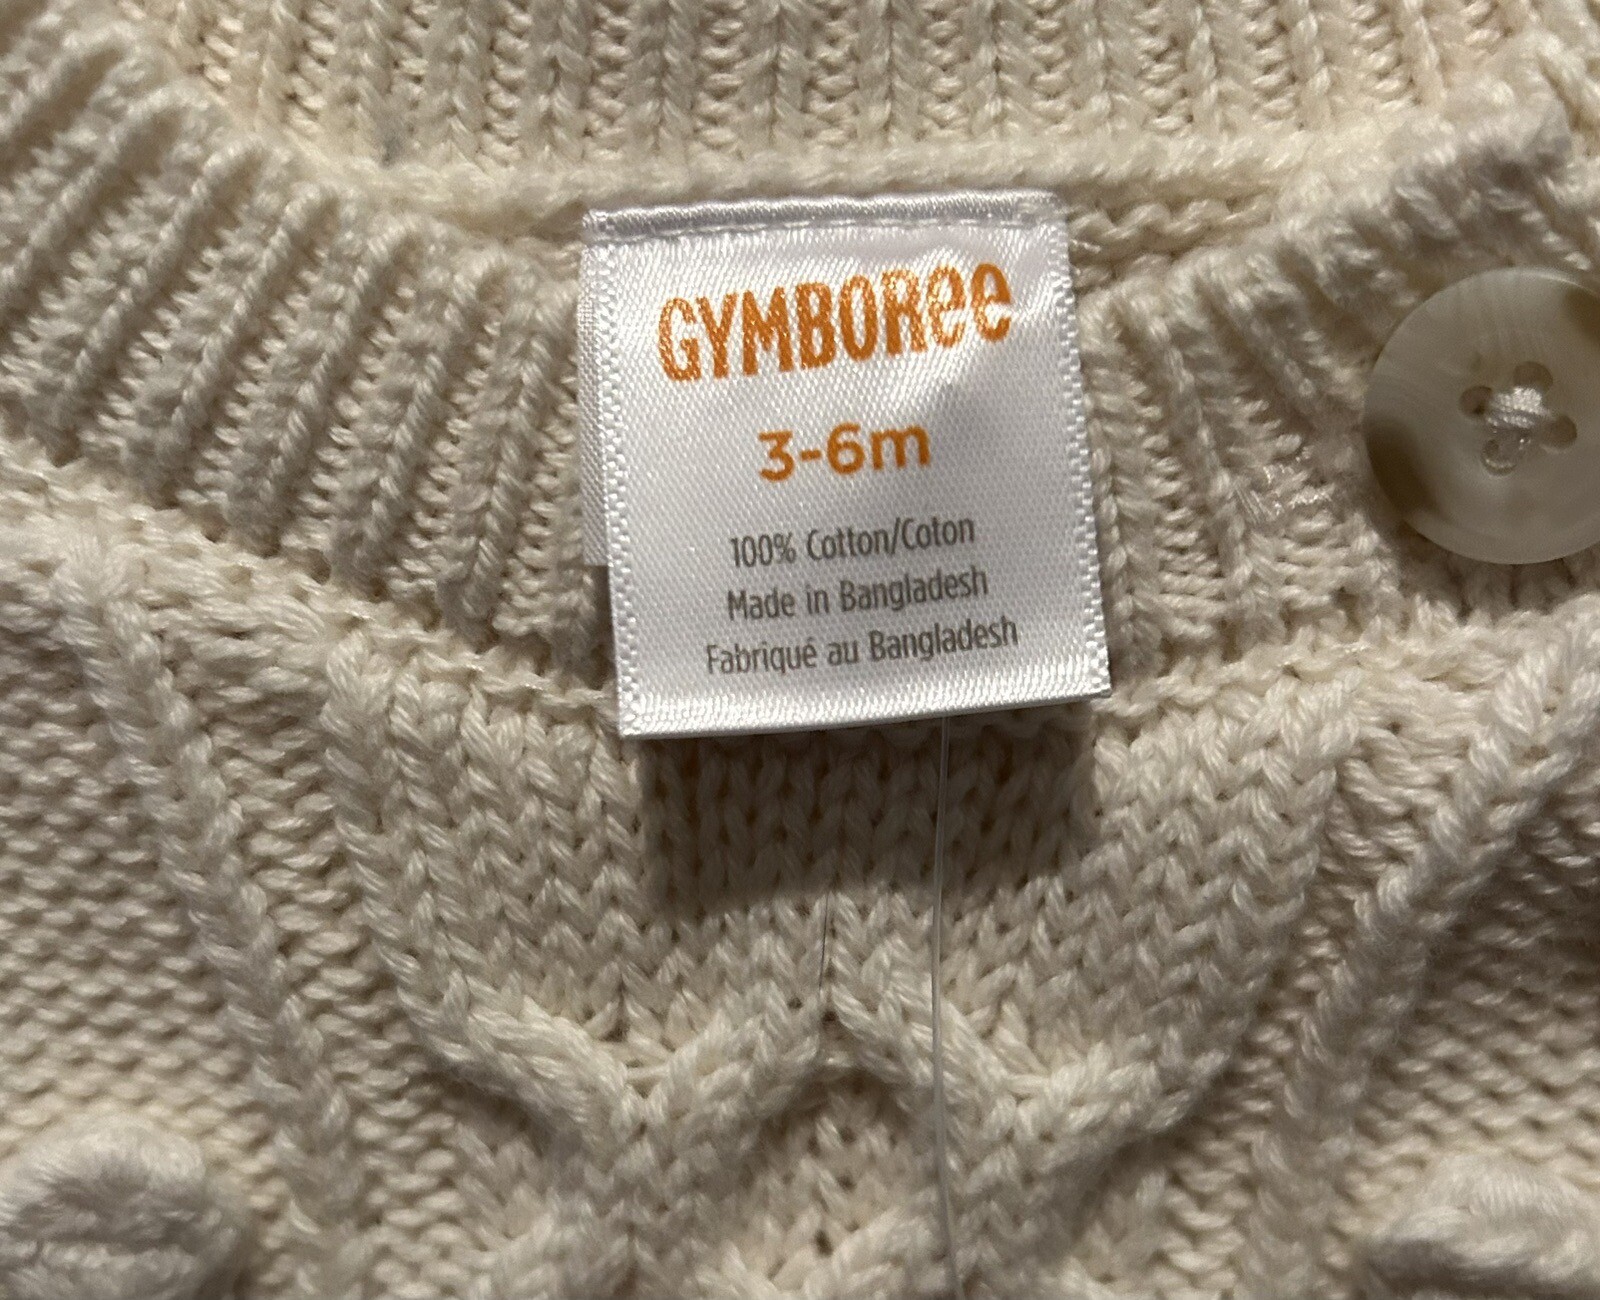 GYMBORee
3-6m
100% Cotton/Coton
Made in Bangladesh
Fabriqué au Bangladesh